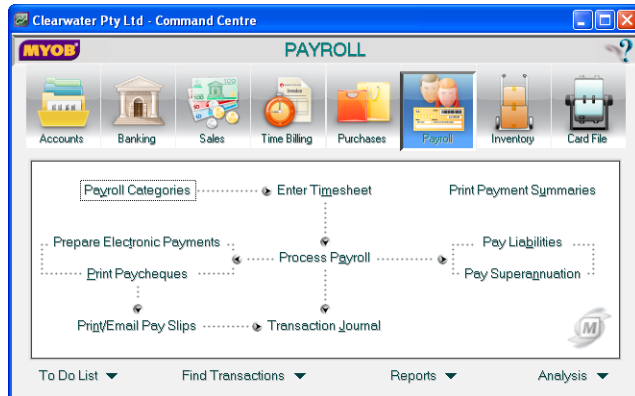 Clearwater Pty Ltd - Command Centre
MYOB PAYROLL
Accounts Banking Sales Time Billing Purchases Payroll Inventory Card File
Payroll Categories Enter Timesheet Print Payment Summaries
Prepare Electronic Payments Pay Liabilities
Process Payroll
Print Paycheques Pay Superannuation
Print/Email Pay Slips Transaction Journal
M
To Do List Find Transactions Reports Analysis